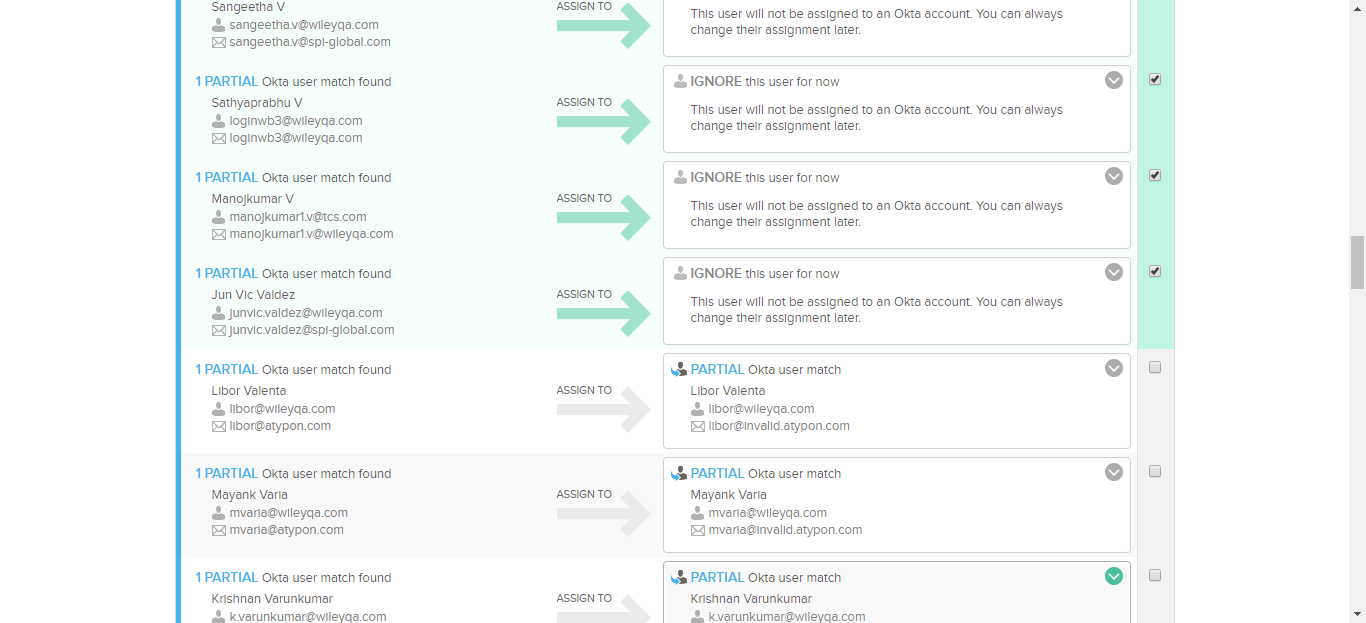 Sangeetha V
sangeetha.v@wileyqa.com
sangeetha.v@spi-global.com
ASSIGN TO
This user will not be assigned to an Okta account. You can always
change their assignment later.
1 PARTIAL Okta user match found
Sathyaprabhu V
loginwb3@wileyqa.com
loginwb3@wileyqa.com
ASSIGN TO
IGNORE this user for now
This user will not be assigned to an Okta account. You can always
change their assignment later.
1 PARTIAL Okta user match found
Manojkumar V
manojkumar1.v@tcs.com
manojkumar1.v@wileyqa.com
ASSIGN TO
IGNORE this user for now
This user will not be assigned to an Okta account. You can always
change their assignment later.
1 PARTIAL Okta user match found
Jun Vic Valdez
junvic.valdez@wileyqa.com
junvic.valdez@spi-global.com
ASSIGN TO
IGNORE this user for now
This user will not be assigned to an Okta account. You can always
change their assignment later.
1 PARTIAL Okta user match found
Libor Valenta
libor@wileyqa.com
libor@atypon.com
ASSIGN TO
PARTIAL Okta user match
Libor Valenta
libor@wileyqa.com
libor@invalid.atypon.com
1 PARTIAL Okta user match found
Mayank Varia
mvaria@wileyqa.com
mvaria@atypon.com
ASSIGN TO
PARTIAL Okta user match
Mayank Varia
mvaria@wileyqa.com
mvaria@invalid.atypon.com
1 PARTIAL Okta user match found
Krishnan Varunkumar
k.varunkumar@wileyqa.com
ASSIGN TO
PARTIAL Okta user match
Krishnan Varunkumar
k.varunkumar@wileyqa.com